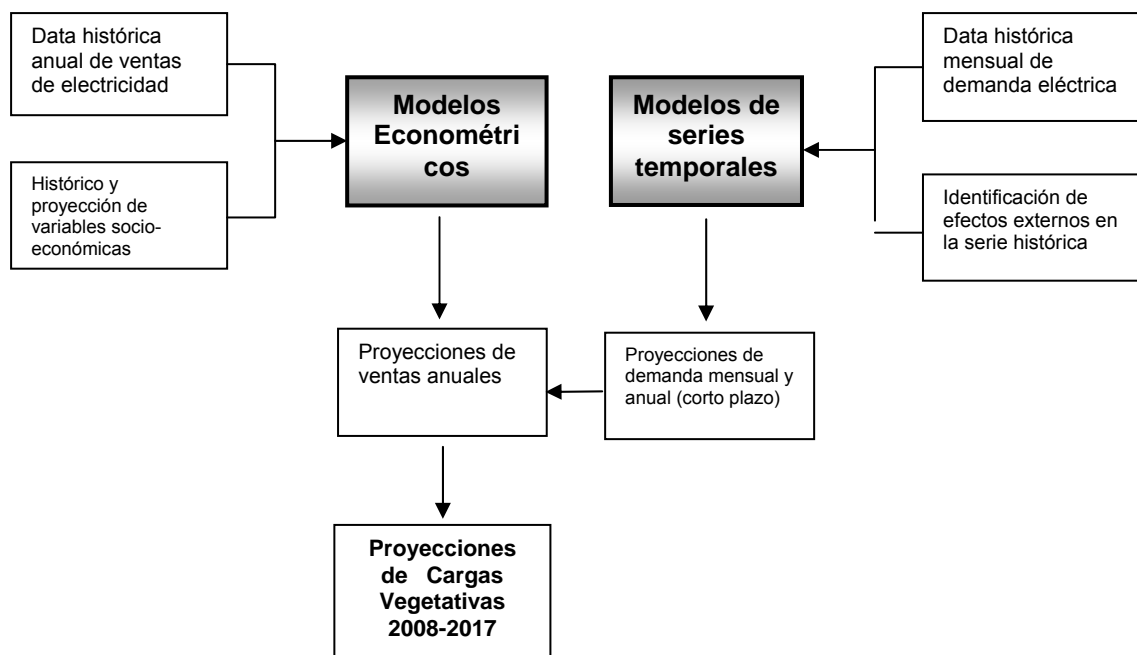 Data histórica
anual de ventas
de electricidad
Histórico y
proyección de
variables socio-
económicas
Modelos
Econométri
cos
Modelos de
series
temporales
Data histórica
mensual de
demanda eléctrica
Identificación de
efectos externos en
la serie histórica
Proyecciones de
ventas anuales
Proyecciones de
demanda mensual y
anual (corto plazo)
Proyecciones
de Cargas
Vegetativas
2008-2017